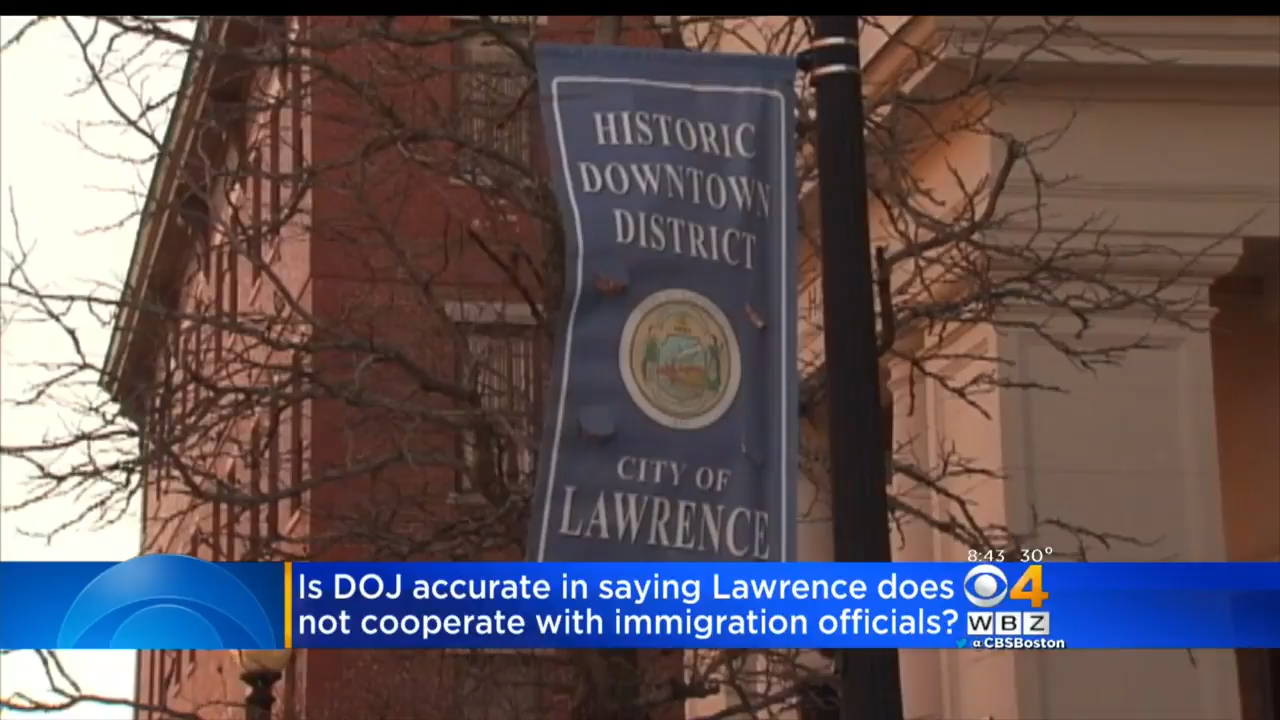 HISTORIC
DOWNTOWN
DISTRICT
CITY OF
LAWRENCE
8:43 30°
Is DOJ accurate in saying Lawrence does
not cooperate with immigration officials?
4
WBZ
@CBSBoston